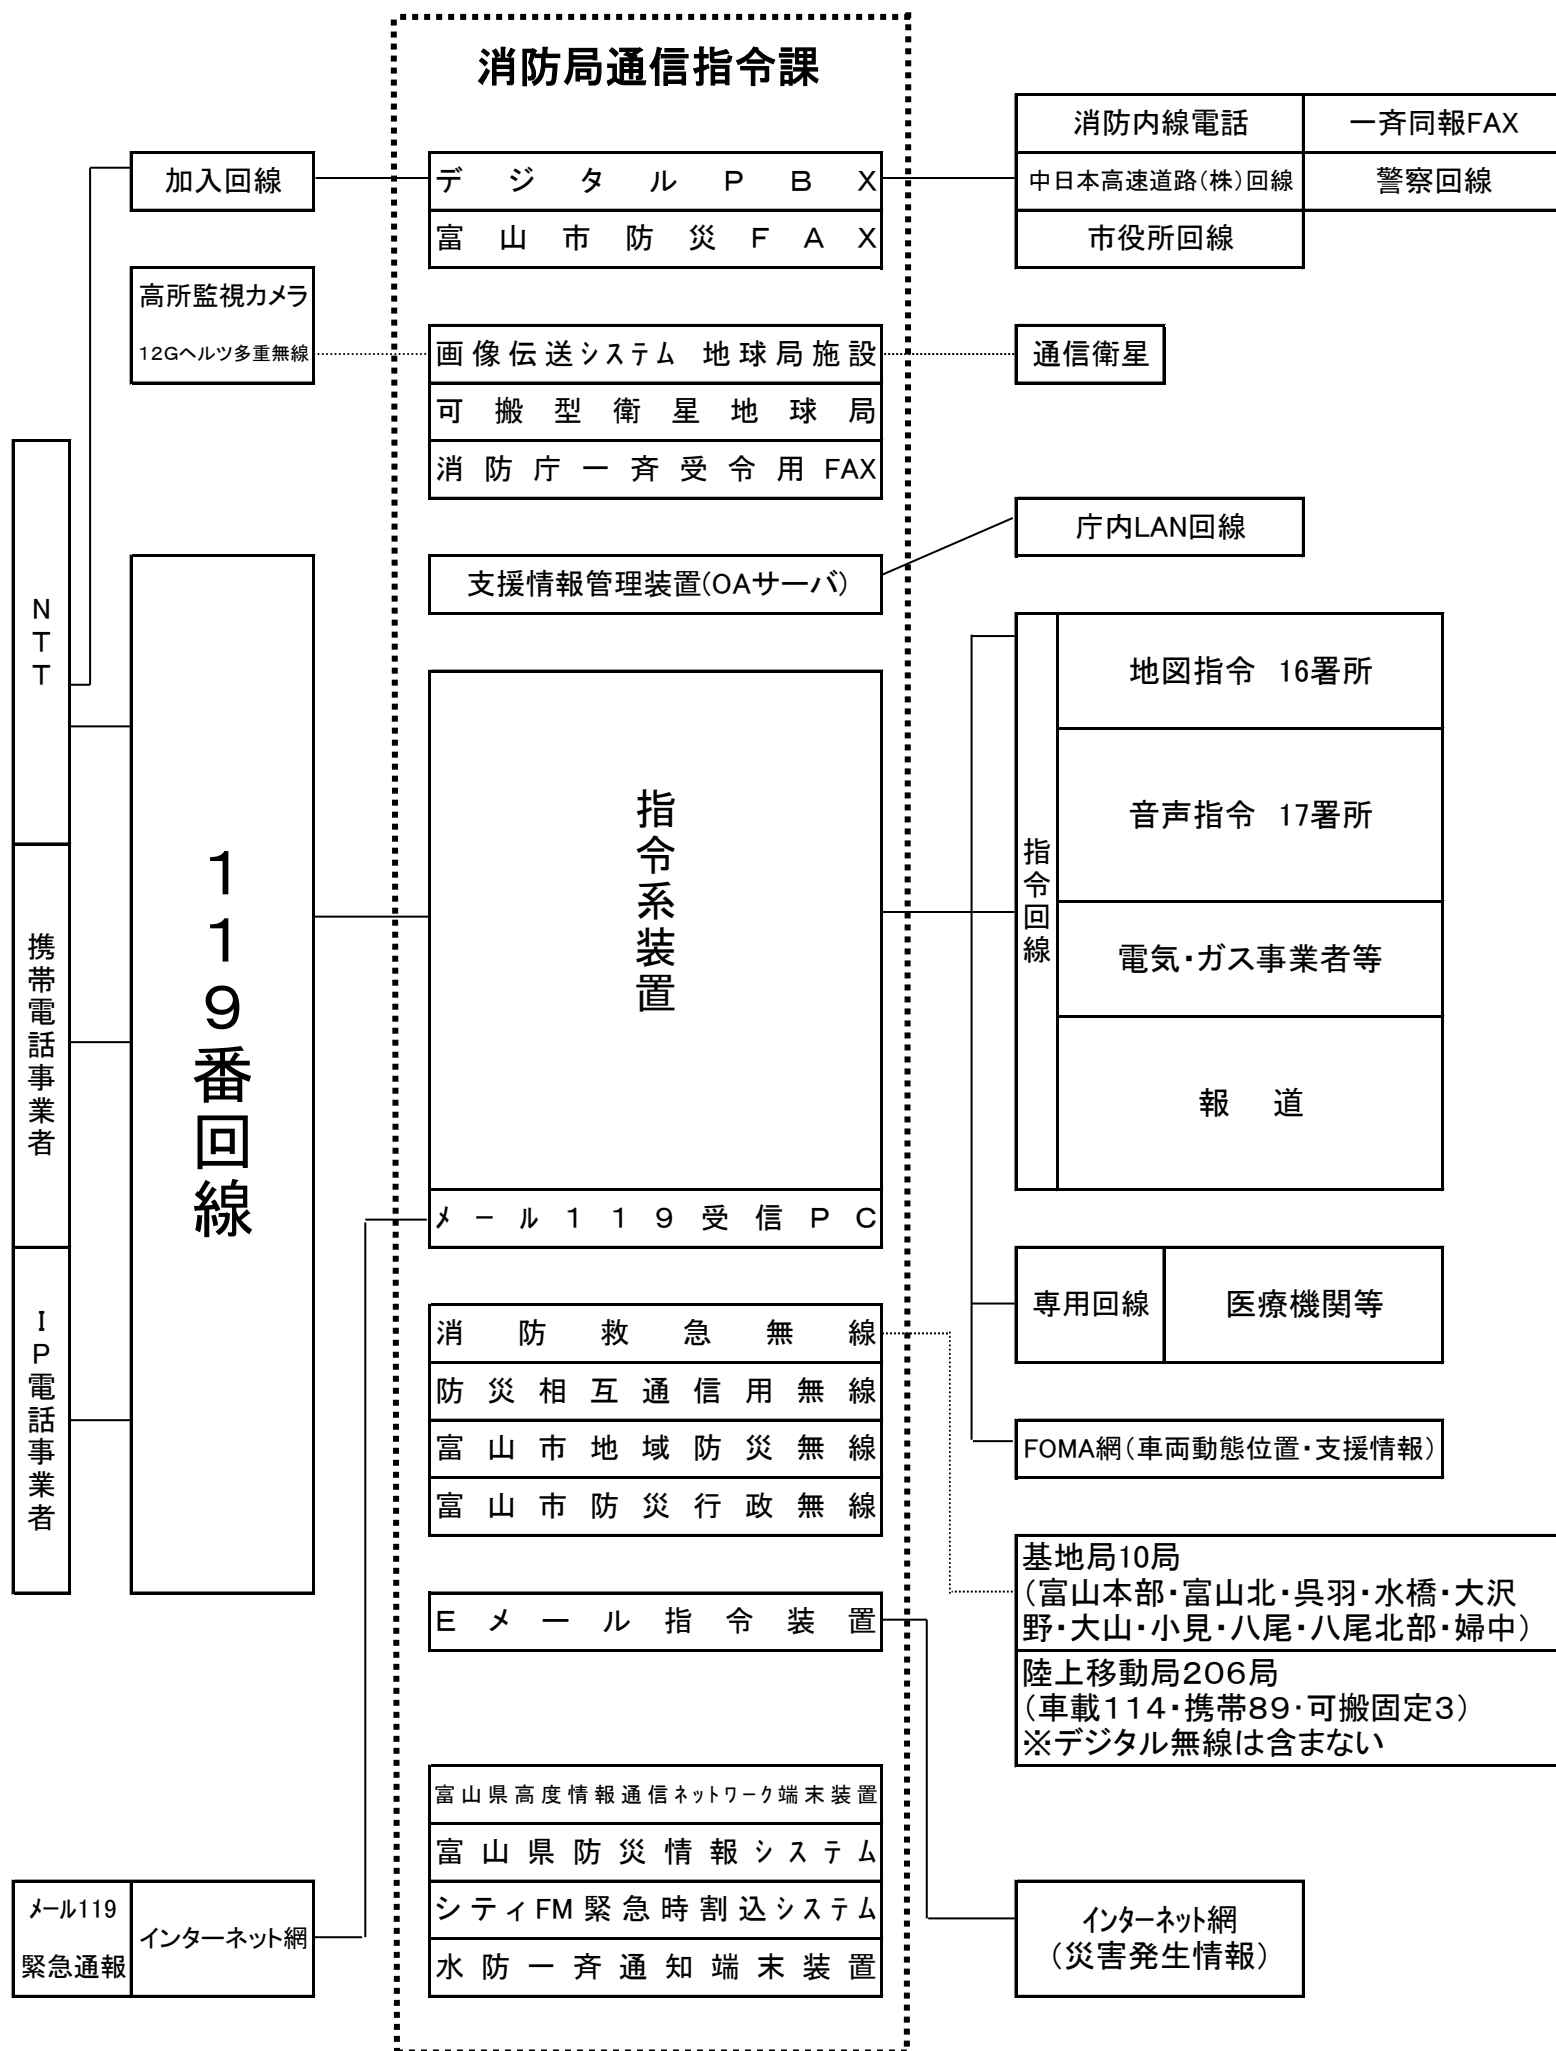 消防局通信指令課
消防内線電話
一斉同報FAX
加入回線
デジタルPBX
中日本高速道路(株)回線
警察回線
富山市防災FAX
市役所回線
高所監視カメラ
12Gヘルツ多重無線
画像伝送システム 地球局施設
通信衛星
可搬型衛星地球局
消防庁一斉受令用FAX
庁内LAN回線
支援情報管理装置(OAサーバ)
NTT
携帯電話事業者
IP電話事業者
119番回線
指令系装置
指令回線
地図指令 16署所
音声指令 17署所
電気・ガス事業者等
報 道
メール119受信PC
消防救急無線
専用回線
医療機関等
防災相互通信用無線
富山市地域防災無線
FOMA網(車両動態位置・支援情報)
富山市防災行政無線
基地局10局
(富山本部・富山北・呉羽・水橋・大沢
野・大山・小見・八尾・八尾北部・婦中)
Eメール指令装置
陸上移動局206局
(車載114・携帯89・可搬固定3)
※デジタル無線は含まない
富山県高度情報通信ネットワーク端末装置
富山県防災情報システム
シティFM緊急時割込システム
水防一斉通知端末装置
メール119
緊急通報
インターネット網
インターネット網
(災害発生情報)